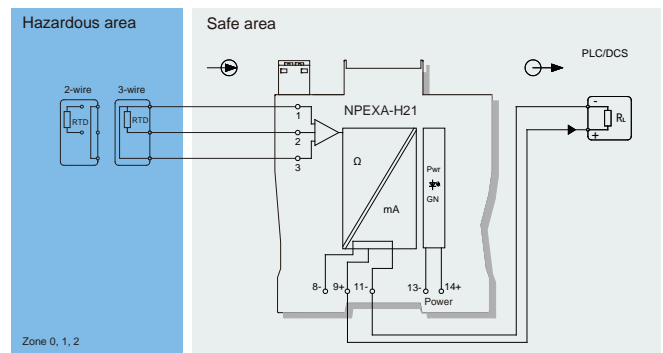 Hazardous area
Safe area
PLC/DCS
2-wire
3-wire
RTD
RTD
NPEXA-H21
1
2
3
-
RL
+
Ω
mA
Pwr
GN
8-
9+
11-
13-
14+
Power
Zone 0, 1, 2